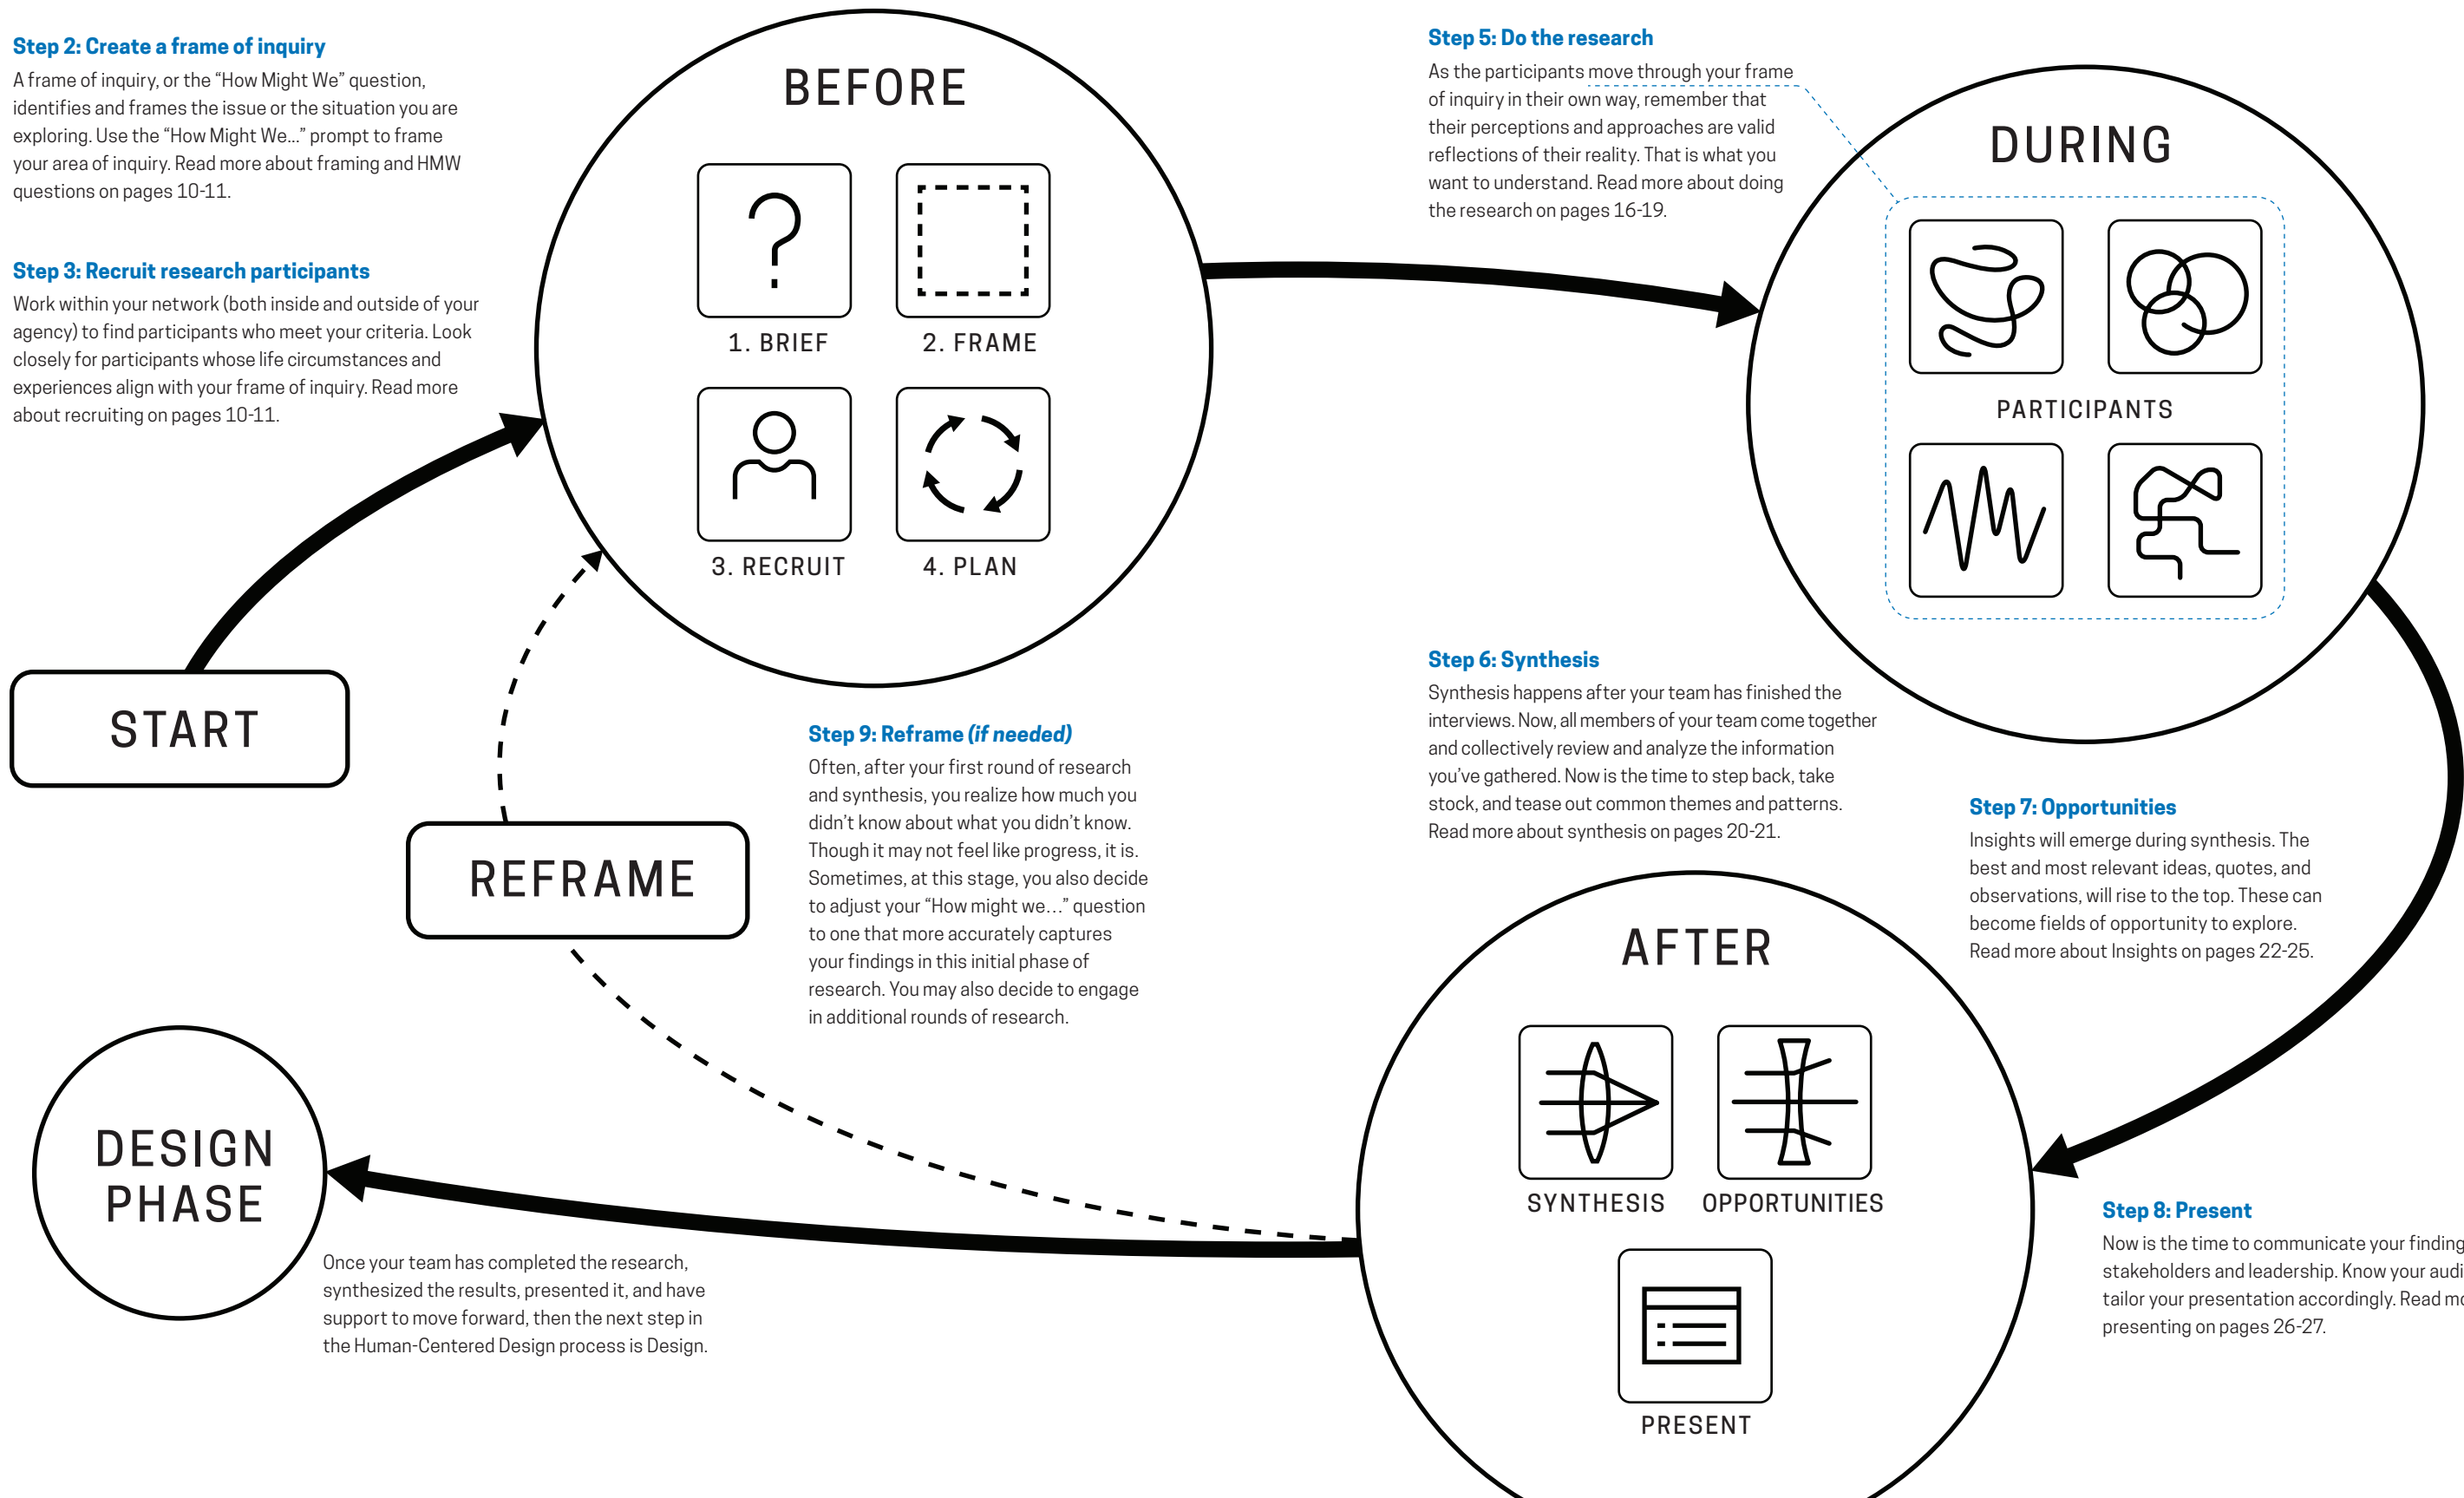 Step 2: Create a frame of inquiry
A frame of inquiry, or the “How Might We” question,
identifies and frames the issue or the situation you are
exploring. Use the “How Might We...” prompt to frame
your area of inquiry. Read more about framing and HMW
questions on pages 10-11.
Step 3: Recruit research participants
Work within your network (both inside and outside of your
agency) to find participants who meet your criteria. Look
closely for participants whose life circumstances and
experiences align with your frame of inquiry. Read more
about recruiting on pages 10-11.
START
BEFORE
1. BRIEF
2. FRAME
3. RECRUIT
4. PLAN
Step 5: Do the research
As the participants move through your frame
of inquiry in their own way, remember that
their perceptions and approaches are valid
reflections of their reality. That is what you
want to understand. Read more about doing
the research on pages 16-19.
DURING
PARTICIPANTS
Step 6: Synthesis
Synthesis happens after your team has finished the
interviews. Now, all members of your team come together
and collectively review and analyze the information
you’ve gathered. Now is the time to step back, take
stock, and tease out common themes and patterns.
Read more about synthesis on pages 20-21.
Step 7: Opportunities
Insights will emerge during synthesis. The
best and most relevant ideas, quotes, and
observations, will rise to the top. These can
become fields of opportunity to explore.
Read more about Insights on pages 22-25.
AFTER
SYNTHESIS
OPPORTUNITIES
PRESENT
Step 8: Present
Now is the time to communicate your finding
stakeholders and leadership. Know your audi
tailor your presentation accordingly. Read mo
presenting on pages 26-27.
Step 9: Reframe (if needed)
Often, after your first round of research
and synthesis, you realize how much you
didn’t know about what you didn’t know.
Though it may not feel like progress, it is.
Sometimes, at this stage, you also decide
to adjust your “How might we…” question
to one that more accurately captures
your findings in this initial phase of
research. You may also decide to engage
in additional rounds of research.
REFRAME
DESIGN
PHASE
Once your team has completed the research,
synthesized the results, presented it, and have
support to move forward, then the next step in
the Human-Centered Design process is Design.